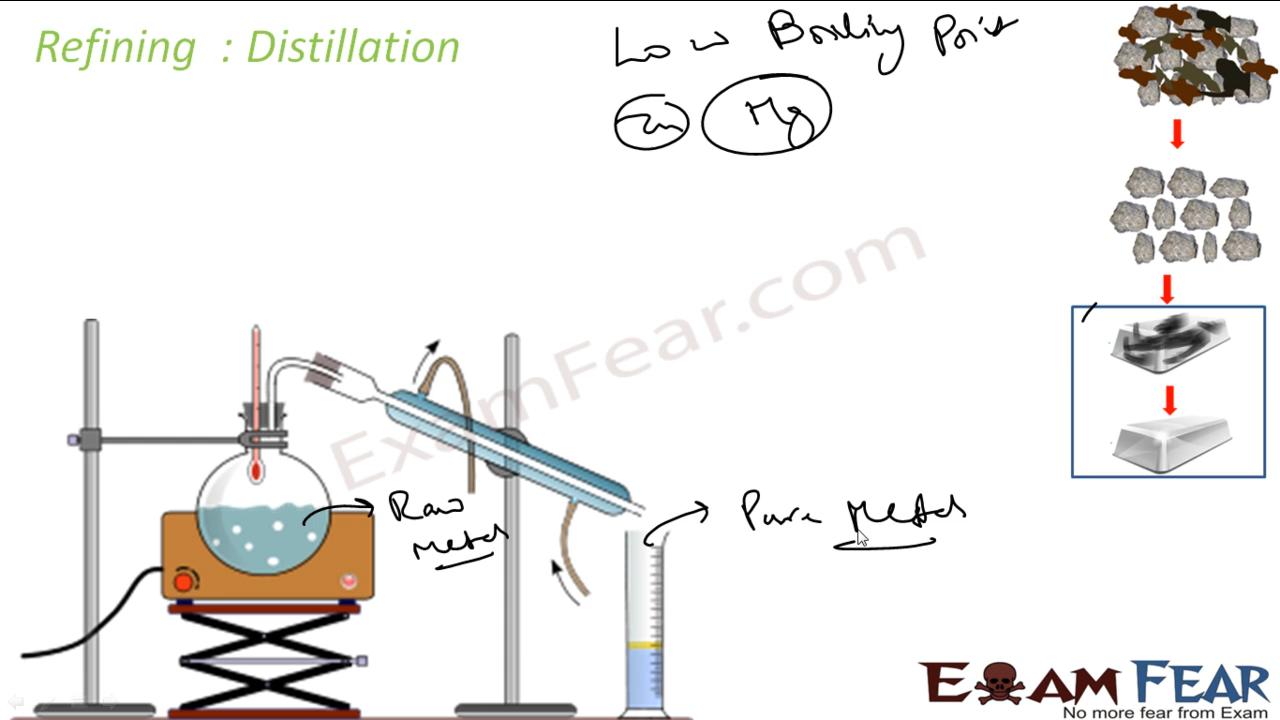 Refining : Distillation
Low Boiling Point
Zn Hg
ExamFear.com
Raw
Metal
Pure Metal
EXAM FEAR
No more fear from Exam